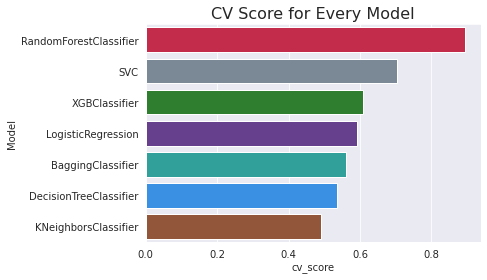 CV Score for Every Model
RandomForestClassifier
SVC
XGBClassifier
LogisticRegression
BaggingClassifier
DecisionTreeClassifier
KNeighborsClassifier
Model
0.0 0.2 0.4 0.6 0.8
cv_score